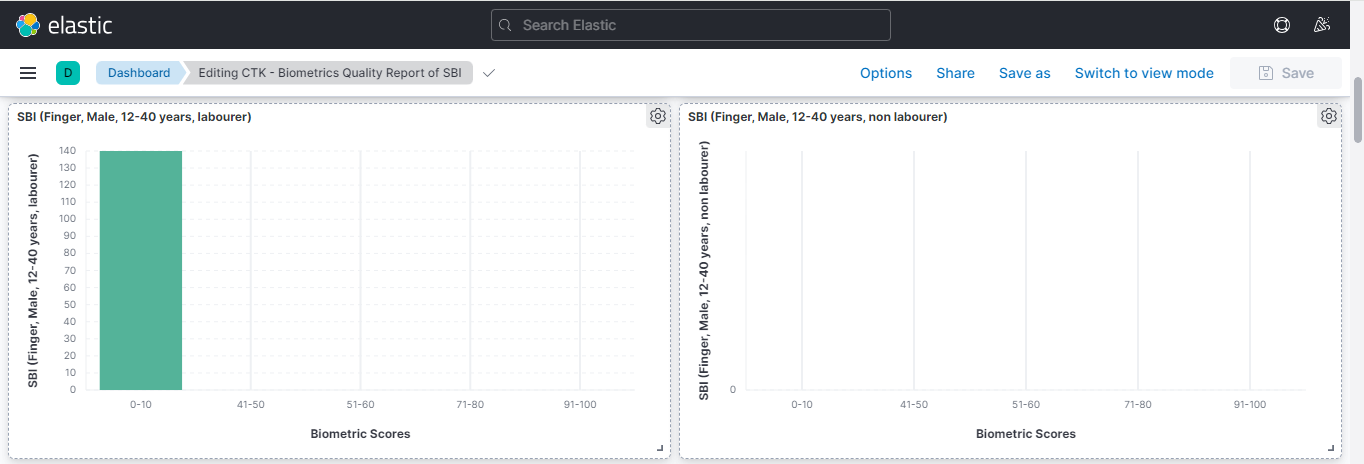 elastic
Search Elastic
D
Dashboard
Editing CTK - Biometrics Quality Report of SBI
Options
Share
Save as
Switch to view mode
Save
SBI (Finger, Male, 12-40 years, labourer)
SBI (Finger, Male, 12-40 years, labourer)
140
130
120
110
100
90
80
70
60
50
40
30
20
10
0
0-10
41-50
51-60
71-80
91-100
Biometric Scores
SBI (Finger, Male, 12-40 years, non labourer)
SBI (Finger, Male, 12-40 years, non labourer)
0
0-10
41-50
51-60
71-80
91-100
Biometric Scores